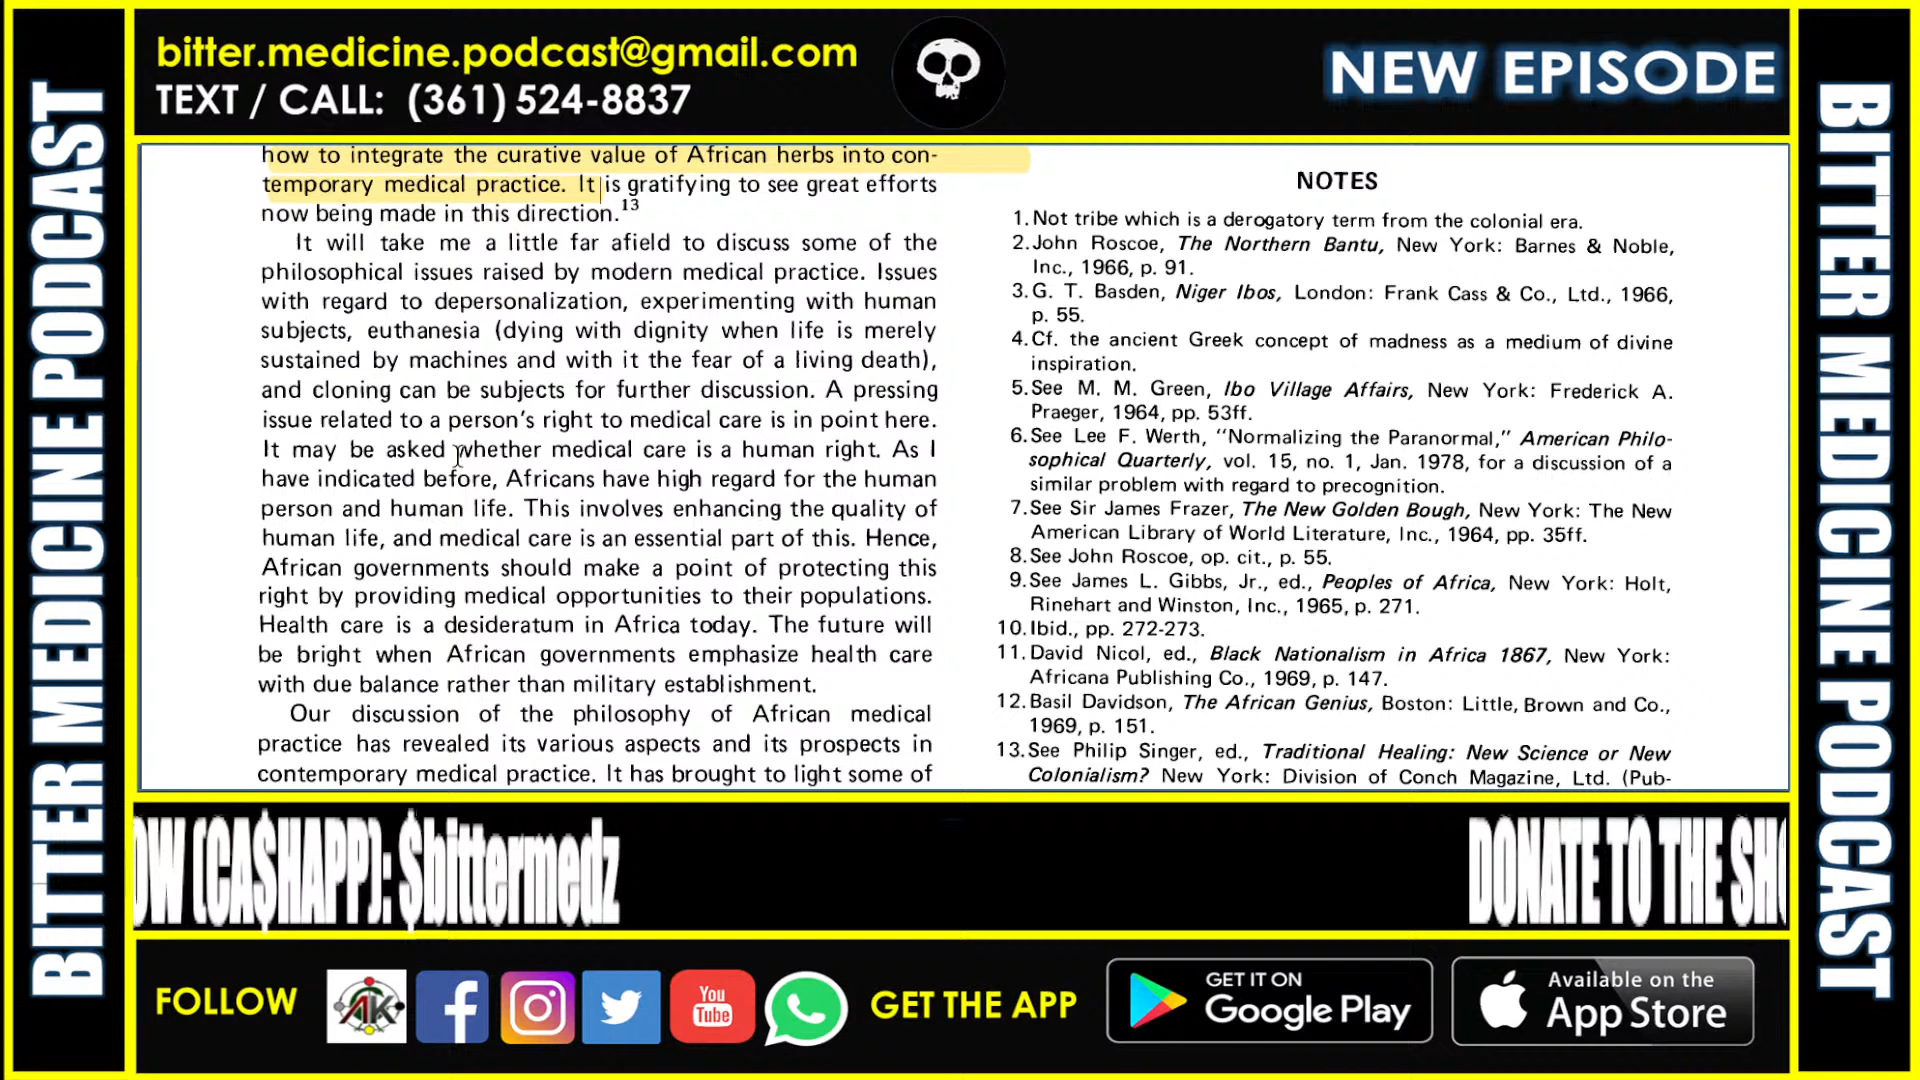 bitter.medicine.podcast@gmail.com
TEXT / CALL: (361) 524-8837
NEW EPISODE
BITTER MEDICINE PODCAST
how to integrate the curative value of African herbs into con-
temporary medical practice. It is gratifying to see great efforts
now being made in this direction.13
It will take me a little far afield to discuss some of the
philosophical issues raised by modern medical practice. Issues
with regard to depersonalization, experimenting with human
subjects, euthanesia (dying with dignity when life is merely
sustained by machines and with it the fear of a living death),
and cloning can be subjects for further discussion. A pressing
issue related to a person's right to medical care is in point here.
It may be asked whether medical care is a human right. As I
have indicated before, Africans have high regard for the human
person and human life. This involves enhancing the quality of
human life, and medical care is an essential part of this. Hence,
African governments should make a point of protecting this
right by providing medical opportunities to their populations.
Health care is a desideratum in Africa today. The future will
be bright when African governments emphasize health care
with due balance rather than military establishment.
Our discussion of the philosophy of African medical
practice has revealed its various aspects and its prospects in
contemporary medical practice. It has brought to light some of
NOTES
1. Not tribe which is a derogatory term from the colonial era.
2. John Roscoe, The Northern Bantu, New York: Barnes & Noble,
Inc., 1966, p. 91.
3. G. T. Basden, Niger Ibos, London: Frank Cass & Co., Ltd., 1966,
p. 55.
4. Cf. the ancient Greek concept of madness as a medium of divine
inspiration.
5. See M. M. Green, Ibo Village Affairs, New York: Frederick A.
Praeger, 1964, pp. 53ff.
6. See Lee F. Werth, "Normalizing the Paranormal," American Philo-
sophical Quarterly, vol. 15, no. 1, Jan. 1978, for a discussion of a
similar problem with regard to precognition.
7. See Sir James Frazer, The New Golden Bough, New York: The New
American Library of World Literature, Inc., 1964, pp. 35ff.
8. See John Roscoe, op. cit., p. 55.
9. See James L. Gibbs, Jr., ed., Peoples of Africa, New York: Holt,
Rinehart and Winston, Inc., 1965, p. 271.
10. Ibid., pp. 272-273.
11. David Nicol, ed., Black Nationalism in Africa 1867, New York:
Africana Publishing Co., 1969, p. 147.
12. Basil Davidson, The African Genius, Boston: Little, Brown and Co.,
1969, p. 151.
13. See Philip Singer, ed., Traditional Healing: New Science or New
Colonialism? New York: Division of Conch Magazine, Ltd. (Pub-
BITTER MEDICINE PODCAST
OW (CA$HAPP): $bittermedz
DONATE TO THE SH
FOLLOW
AK
You
Tube
GET THE APP
GET IT ON
Google Play
Available on the
App Store